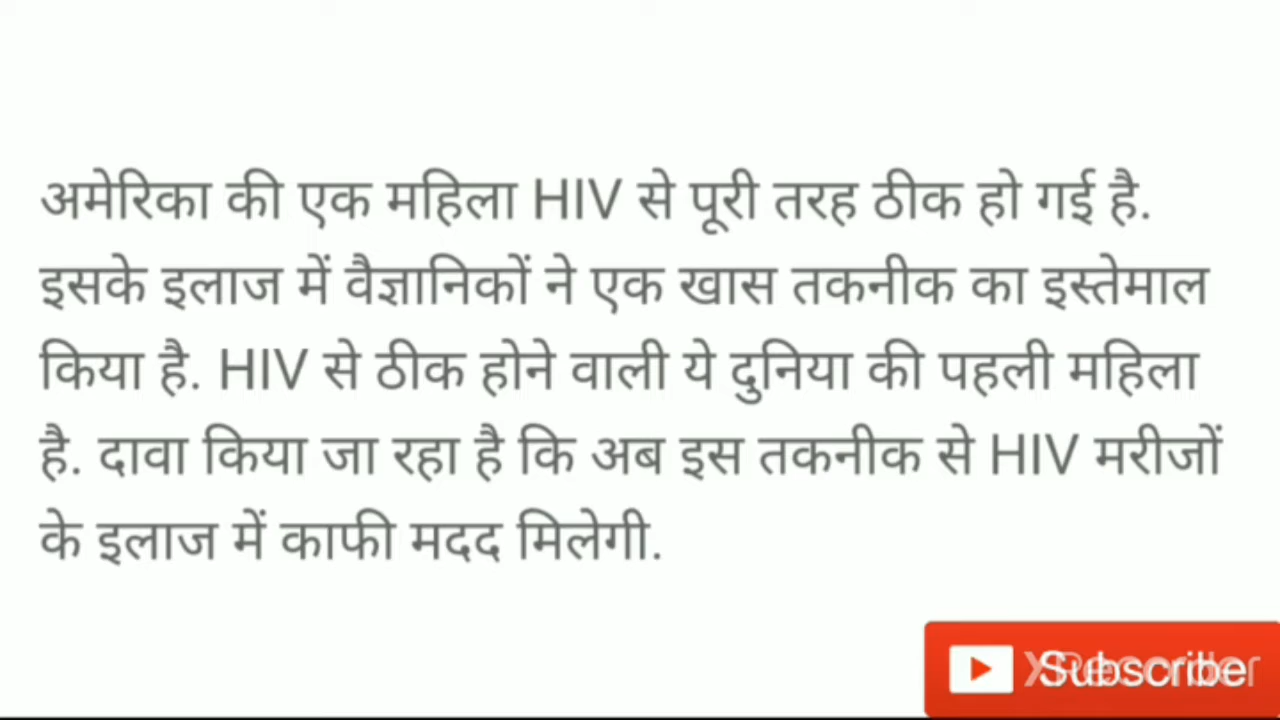 अमेरिका की एक महिला HIV से पूरी तरह ठीक हो गई है.
इसके इलाज में वैज्ञानिकों ने एक खास तकनीक का इस्तेमाल
किया है. HIV से ठीक होने वाली ये दुनिया की पहली महिला
है. दावा किया जा रहा है कि अब इस तकनीक से HIV मरीजों
के इलाज में काफी मदद मिलेगी.
Subscribe